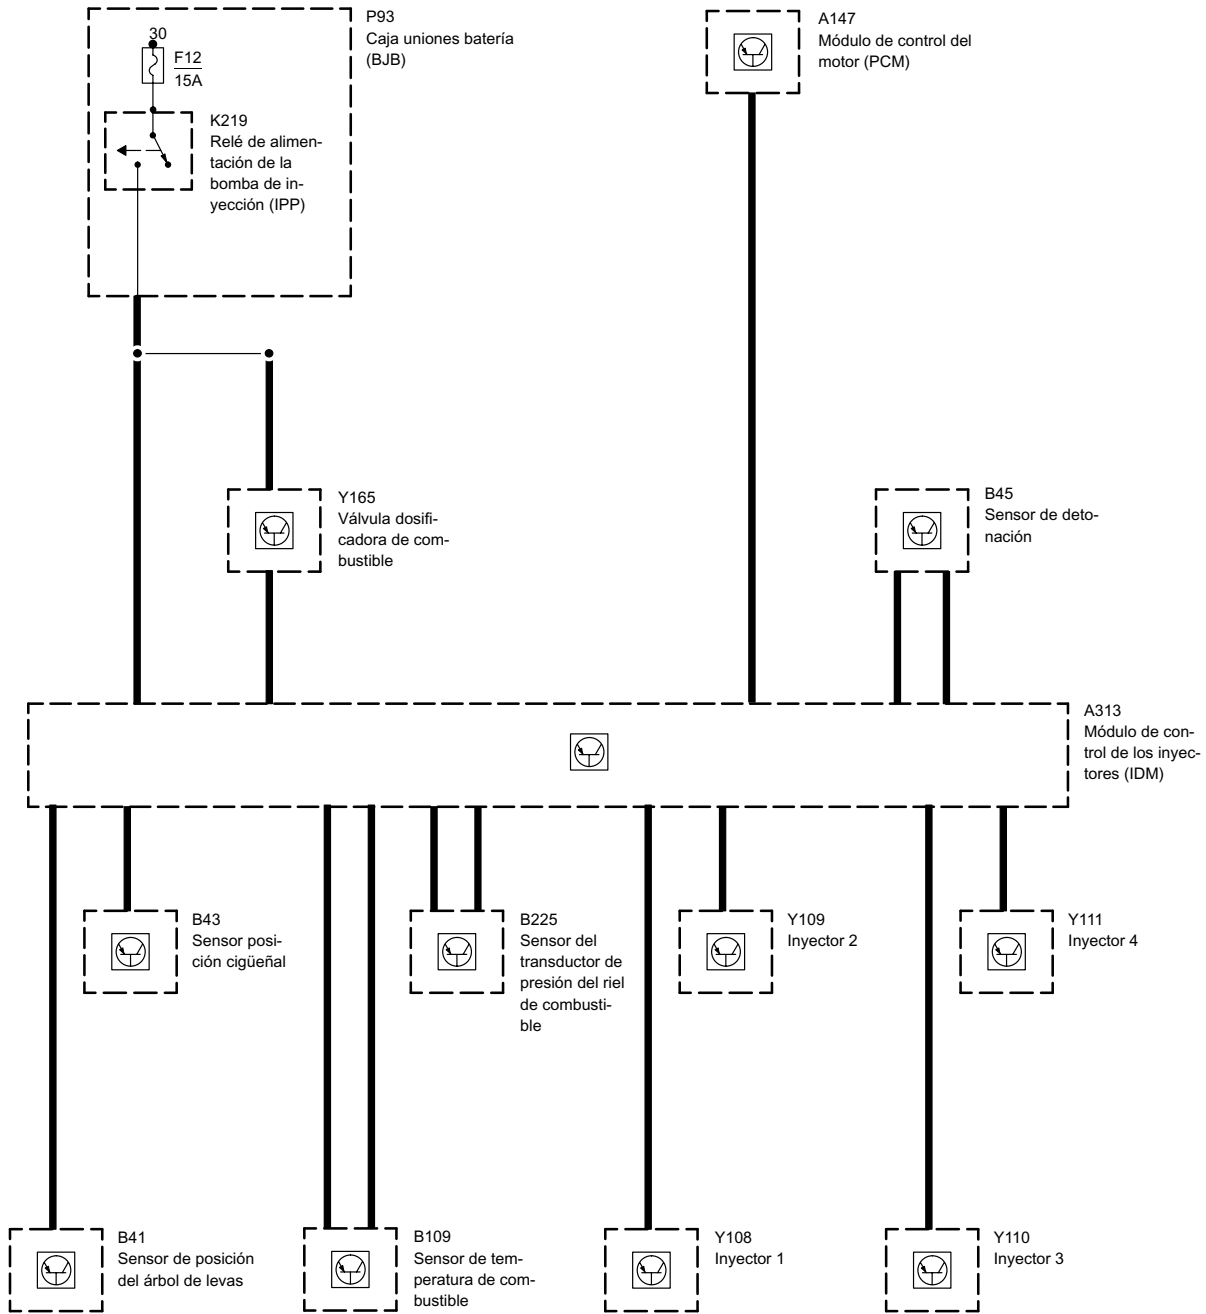 P93
Caja uniones batería
(BJB)
30
F12
15A
K219
Relé de alimen-
tación de la
bomba de in-
yección (IPP)
A147
Módulo de control del
motor (PCM)
Y165
Válvula dosifi-
cadora de com-
bustible
B45
Sensor de deto-
nación
A313
Módulo de con-
trol de los inyec-
tores (IDM)
B43
Sensor posi-
ción cigüeñal
B225
Sensor del
transductor de
presión del riel
de combusti-
ble
Y109
Inyector 2
Y111
Inyector 4
B41
Sensor de posición
del árbol de levas
B109
Sensor de tem-
peratura de com-
bustible
Y108
Inyector 1
Y110
Inyector 3